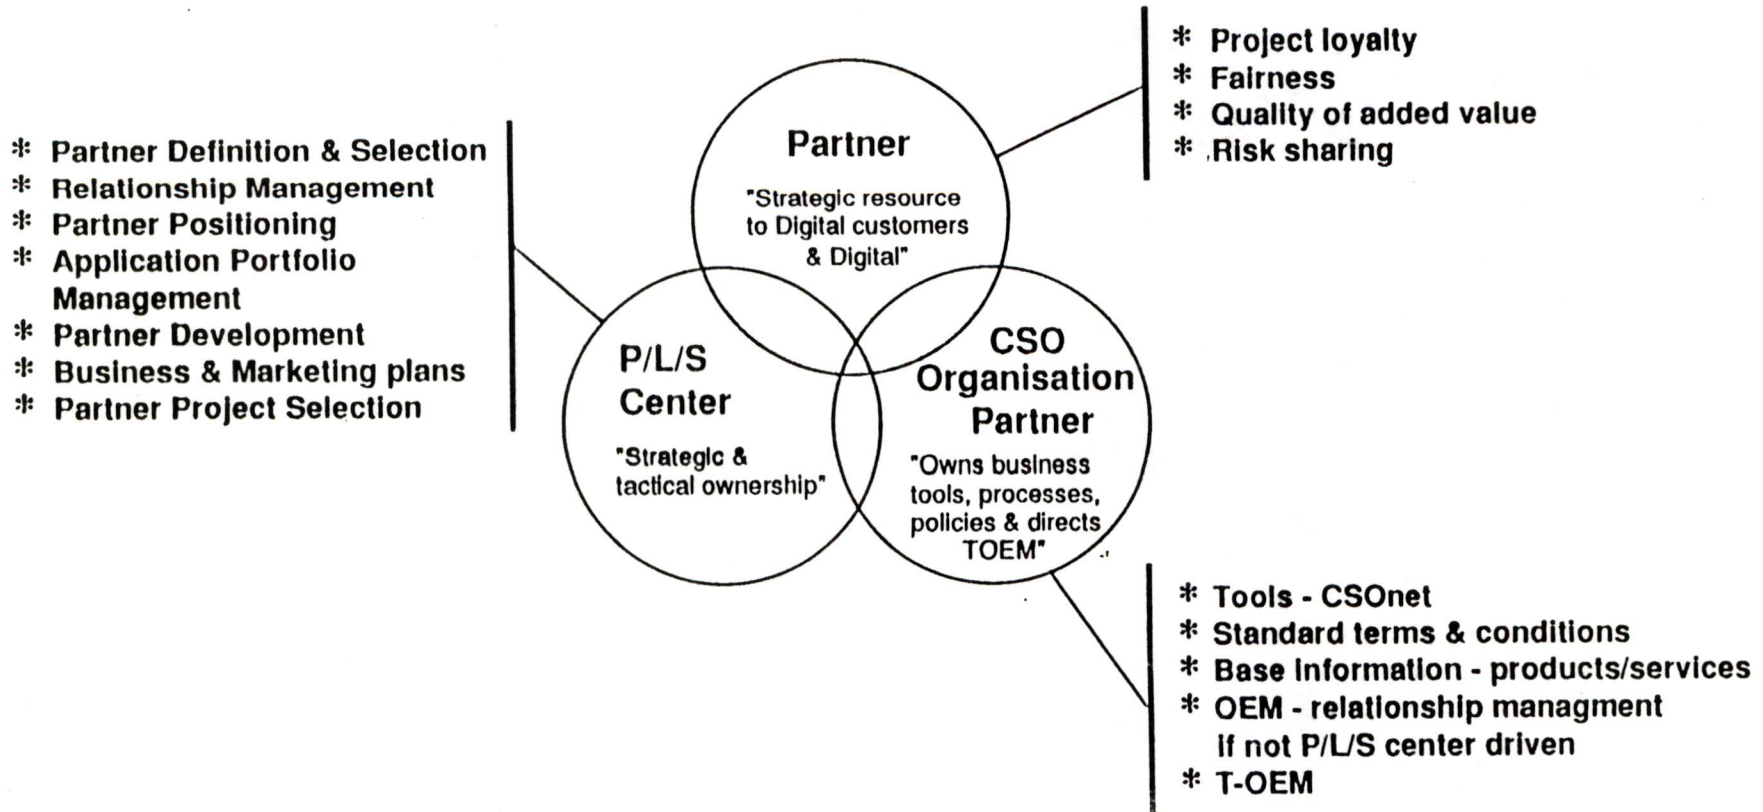 * Project loyalty
* Fairness
* Quality of added value
* Risk sharing
* Partner Definition & Selection
* Relationship Management
* Partner Positioning
* Application Portfolio
Management
* Partner Development
* Business & Marketing plans
* Partner Project Selection
Partner
"Strategic resource
to Digital customers
& Digital"
P/L/S
Center
"Strategic &
tactical ownership"
CSO
Organisation
Partner
"Owns business
tools, processes,
policies & directs
TOEM"
* Tools - CSOnet
* Standard terms & conditions
* Base Information - products/services
* OEM - relationship managment
if not P/L/S center driven
* T-OEM